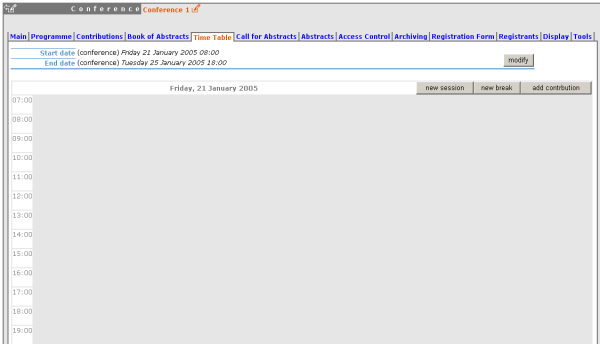 Conference Conference 1
Main Programme Contributions Book of Abstracts Time Table Call for Abstracts Abstracts Access Control Archiving Registration Form Registrants Display Tools
Start date (conference) Friday 21 January 2005 08:00
End date (conference) Tuesday 25 January 2005 18:00
modify
Friday, 21 January 2005 new session new break add contribution
07:00
08:00
09:00
10:00
11:00
12:00
13:00
14:00
15:00
16:00
17:00
18:00
19:00